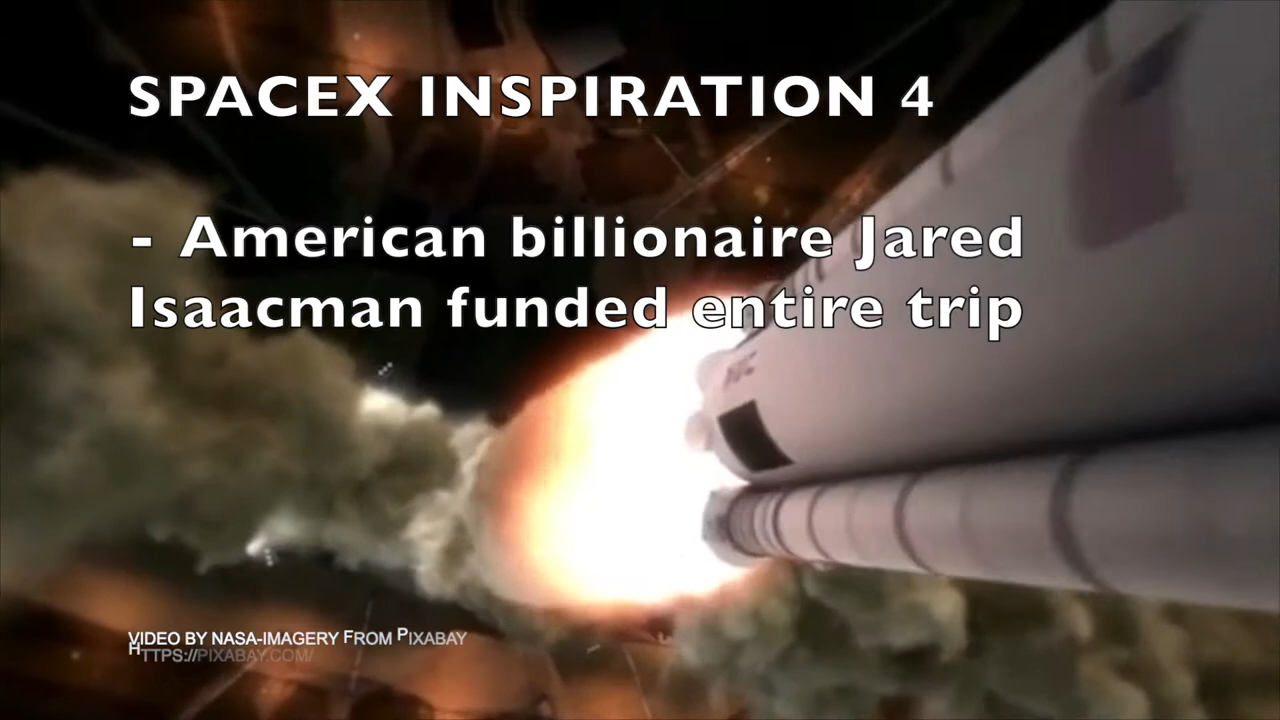 SPACEX INSPIRATION 4
- American billionaire Jared
Isaacman funded entire trip
VIDEO BY NASA-IMAGERY FROM PIXABAY
HTTPS://PIXABAY.COM/